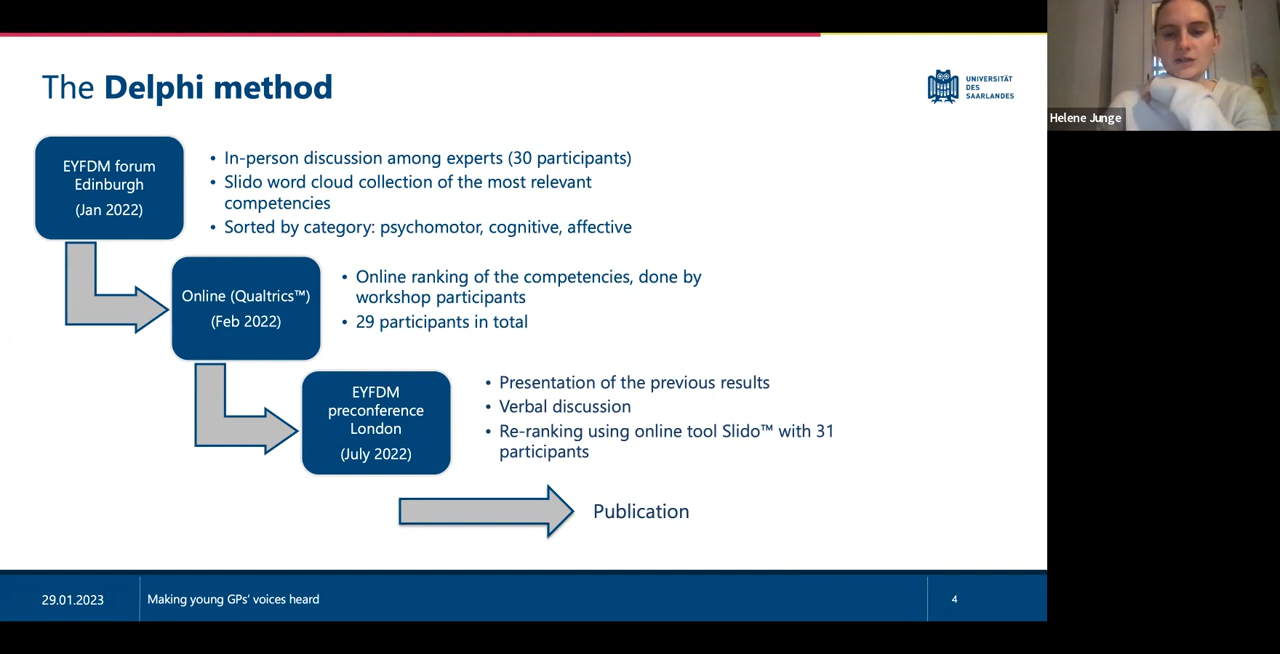 The Delphi method
UNIVERSITÄT
DES
SAARLANDES
Helene Junge
EYFDM forum
Edinburgh
(Jan 2022)
• In-person discussion among experts (30 participants)
• Slido word cloud collection of the most relevant
competencies
• Sorted by category: psychomotor, cognitive, affective
Online (Qualtrics™)
(Feb 2022)
• Online ranking of the competencies, done by
workshop participants
• 29 participants in total
EYFDM
preconference
London
(July 2022)
• Presentation of the previous results
• Verbal discussion
• Re-ranking using online tool Slido™ with 31
participants
Publication
29.01.2023
Making young GPs' voices heard
4